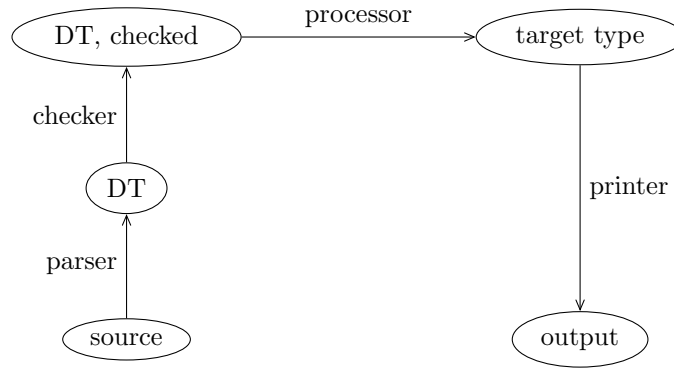 processor
DT, checked
target type
checker
DT
printer
parser
source
output